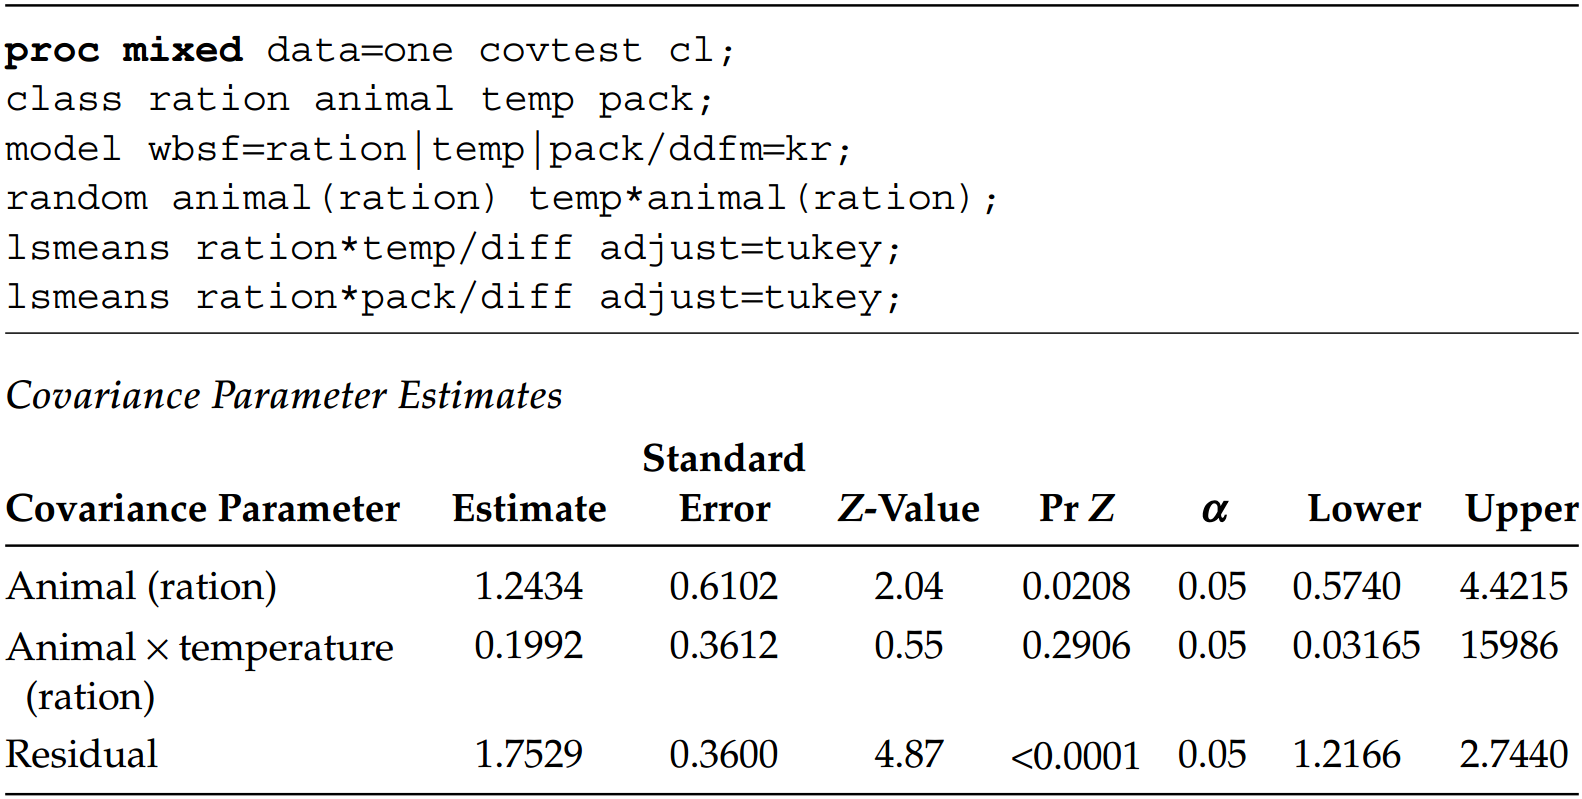 proc mixed data=one covtest cl;
class ration animal temp pack;
model wbsf=ration|temp|pack/ddfm=kr;
random animal(ration) temp*animal(ration);
lsmeans ration*temp/diff adjust=tukey;
lsmeans ration*pack/diff adjust=tukey;
Covariance Parameter Estimates
Standard
Covariance Parameter Estimate Error Z-Value Pr Z α Lower Upper
Animal (ration) 1.2434 0.6102 2.04 0.0208 0.05 0.5740 4.4215
Animal × temperature 0.1992 0.3612 0.55 0.2906 0.05 0.03165 15986
(ration)
Residual 1.7529 0.3600 4.87 <0.0001 0.05 1.2166 2.7440